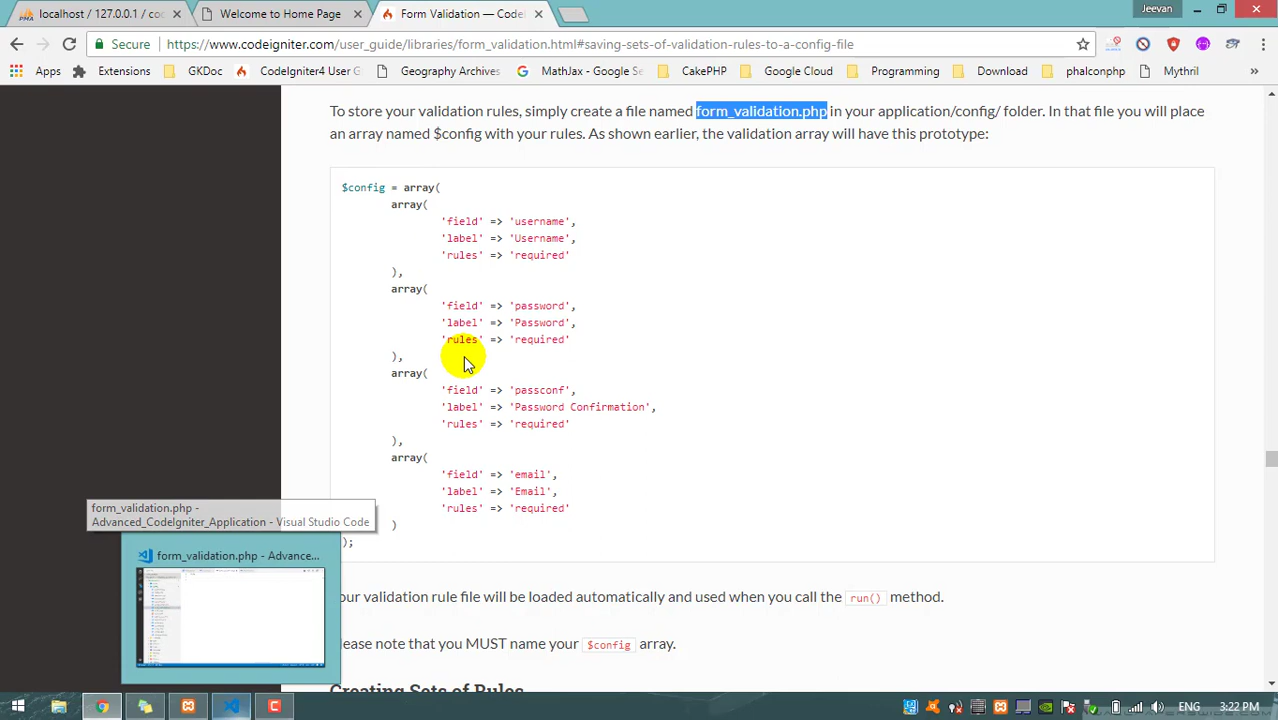 localhost / 127.0.0.1 / coc
Welcome to Home Page
Form Validation — CodeI
Jeevan
Secure
https://www.codeigniter.com/user_guide/libraries/form_validation.html#saving-sets-of-validation-rules-to-a-config-file
Apps
Extensions
GKDoc
CodeIgniter4 User G
Geography Archives
MathJax - Google Se
CakePHP
Google Cloud
Programming
Download
phalconphp
Mythril
»
To store your validation rules, simply create a file named form_validation.php in your application/config/ folder. In that file you will place
an array named $config with your rules. As shown earlier, the validation array will have this prototype:
$config = array(
array(
'field' => 'username',
'label' => 'Username',
'rules' => 'required'
),
array(
'field' => 'password',
'label' => 'Password',
'rules' => 'required'
),
array(
'field' => 'passconf',
'label' => 'Password Confirmation',
'rules' => 'required'
),
array(
'field' => 'email',
'label' => 'Email',
'rules' => 'required'
)
);
form_validation.php -
Advanced_CodeIgniter_Application - Visual Studio Code
form_validation.php - Advance...
our validation rule file will be loaded automatically and used when you call the run() method.
ease note that you MUST name your $config array.
Creating Sets of Rules
ENG
3:22 PM